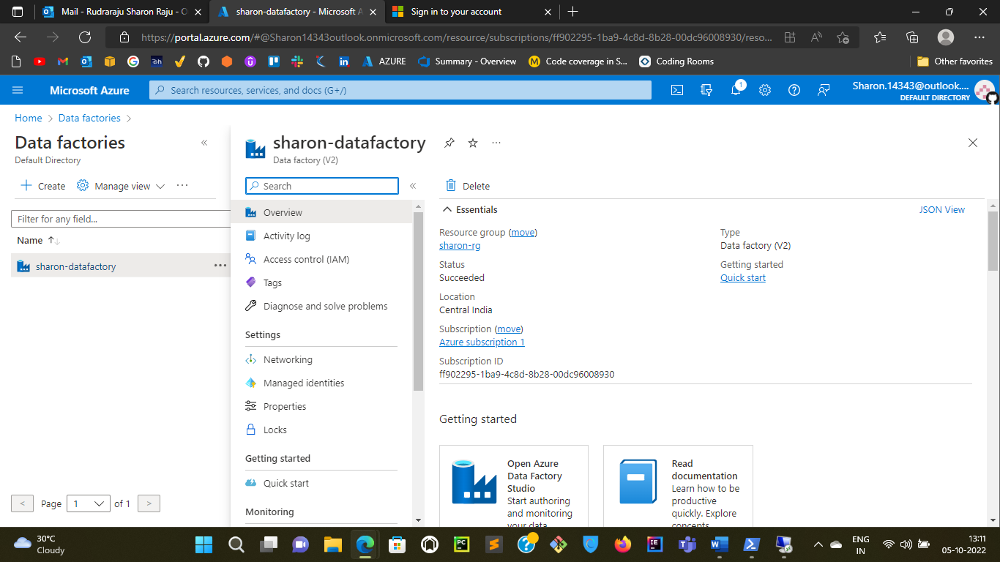 Mail - Rudraraju Sharon Raju - O
sharon-datafactory - Microsoft A
Sign in to your account
https://portal.azure.com/#@Sharon14343outlook.onmicrosoft.com/resource/subscriptions/ff902295-1ba9-4c8d-8b28-00dc96008930/reso...
AZURE
Summary - Overview
Code coverage in S...
Coding Rooms
Other favorites
Microsoft Azure
Search resources, services, and docs (G+/)
1
Sharon.14343@outlook....
DEFAULT DIRECTORY
Home > Data factories >
Data factories
Default Directory
Create
Manage view
Filter for any field...
Name
sharon-datafactory
< Page 1 of 1 >
sharon-datafactory
Data factory (V2)
Search
Overview
Activity log
Access control (IAM)
Tags
Diagnose and solve problems
Settings
Networking
Managed identities
Properties
Locks
Getting started
Quick start
Monitoring
Delete
Essentials
JSON View
Resource group (move)
sharon-rg
Status
Succeeded
Location
Central India
Subscription (move)
Azure subscription 1
Subscription ID
ff902295-1ba9-4c8d-8b28-00dc96008930
Type
Data factory (V2)
Getting started
Quick start
Getting started
Open Azure
Data Factory
Studio
Start authoring
and monitoring
your data
Read
documentation
Learn how to be
productive
quickly. Explore
concepts,
30°C
Cloudy
ENG
IN
13:11
05-10-2022